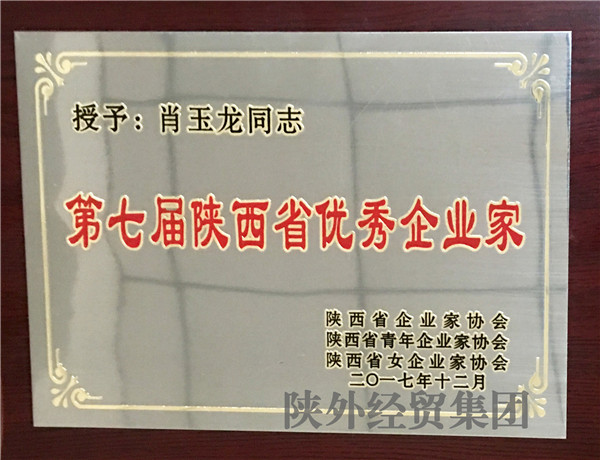 授予：肖玉龙同志
第七届陕西省优秀企业家
陕西省企业家协会
陕西省青年企业家协会
陕西省女企业家协会
二〇一七年十二月
陕外经贸集团